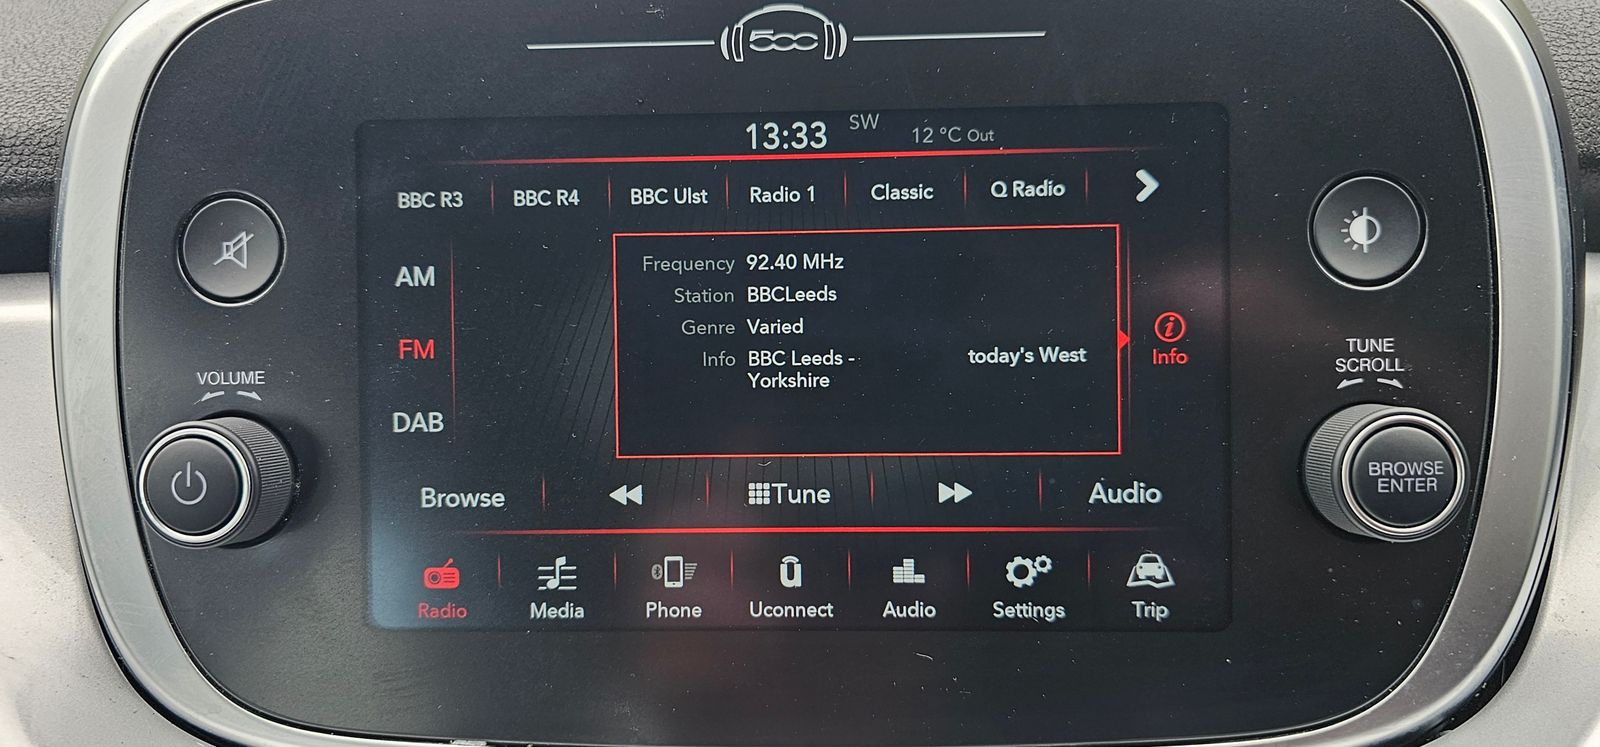 500
13:33 SW 12 °C Out
BBC R3 BBC R4 BBC Ulst Radio 1 Classic Q Radio
AM
FM
DAB
Frequency 92.40 MHz
Station BBCLeeds
Genre Varied
Info BBC Leeds - today's West
Yorkshire
Info
VOLUME
TUNE
SCROLL
BROWSE
ENTER
Browse Tune Audio
Radio Media Phone Uconnect Audio Settings Trip